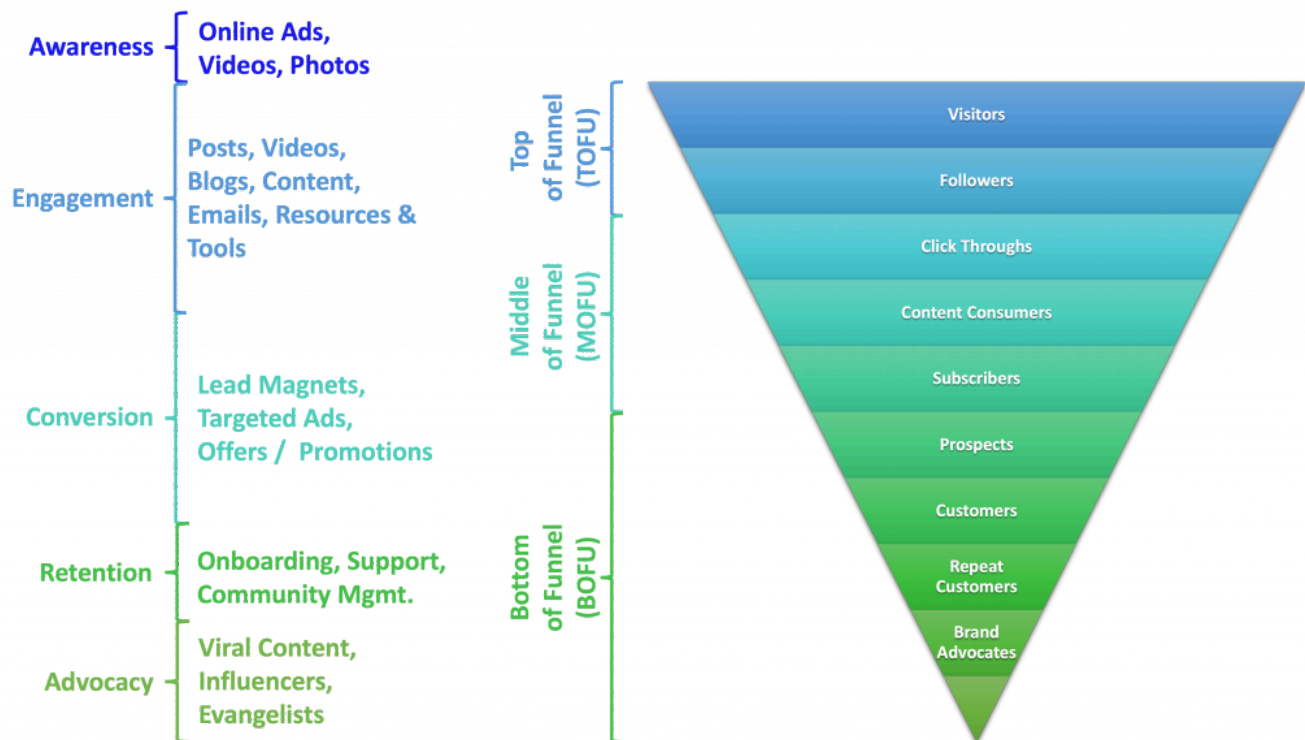 Awareness
Online Ads,
Videos, Photos
Engagement
Posts, Videos,
Blogs, Content,
Emails, Resources &
Tools
Conversion
Lead Magnets,
Targeted Ads,
Offers / Promotions
Retention
Onboarding, Support,
Community Mgmt.
Advocacy
Viral Content,
Influencers,
Evangelists
Top
of Funnel
(TOFU)
Middle
of Funnel
(MOFU)
Bottom
of Funnel
(BOFU)
Visitors
Followers
Click Throughs
Content Consumers
Subscribers
Prospects
Customers
Repeat
Customers
Brand
Advocates